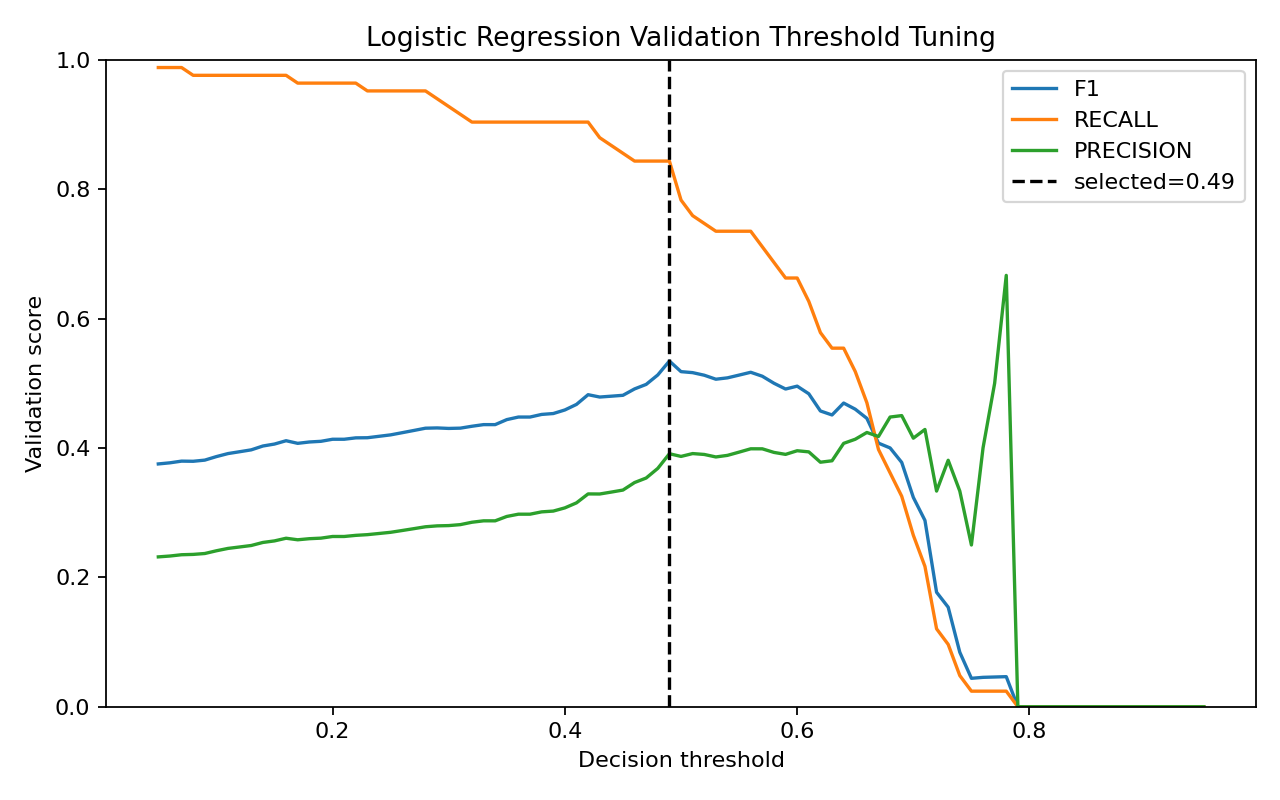 Logistic Regression Validation Threshold Tuning
F1
RECALL
PRECISION
selected=0.49
Validation score
1.0
0.8
0.6
0.4
0.2
0.0
0.2
0.4
0.6
0.8
Decision threshold